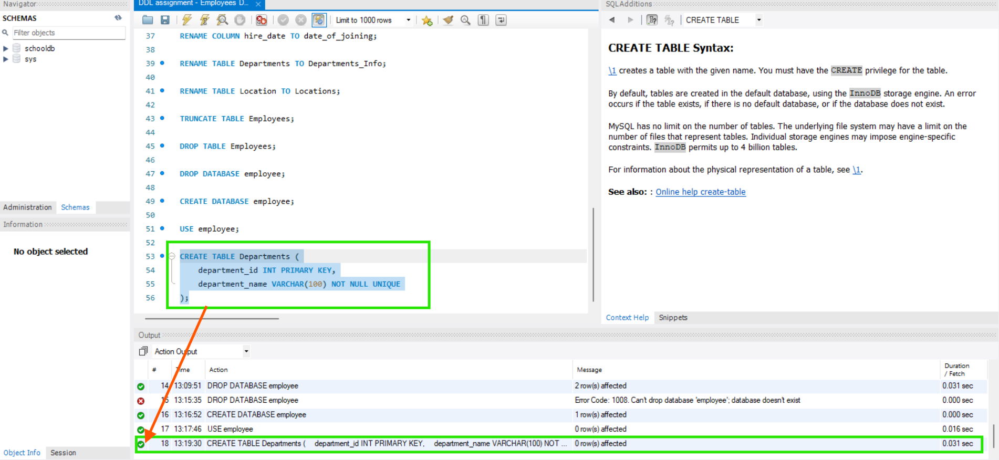 Navigator
SCHEMAS
Filter objects
schooldb
sys
Administration Schemas
Information
No object selected
Object Info Session
DDL assignment - Employees D...
Limit to 1000 rows
37 RENAME COLUMN hire_date TO date_of_joining;
38
39 RENAME TABLE Departments TO Departments_Info;
40
41 RENAME TABLE Location TO Locations;
42
43 TRUNCATE TABLE Employees;
44
45 DROP TABLE Employees;
46
47 DROP DATABASE employee;
48
49 CREATE DATABASE employee;
50
51 USE employee;
52
53 CREATE TABLE Departments (
54 department_id INT PRIMARY KEY,
55 department_name VARCHAR(100) NOT NULL UNIQUE
56 );
SQLAdditions
CREATE TABLE
CREATE TABLE Syntax:
\1 creates a table with the given name. You must have the CREATE privilege for the table.
By default, tables are created in the default database, using the InnoDB storage engine. An error
occurs if the table exists, if there is no default database, or if the database does not exist.
MySQL has no limit on the number of tables. The underlying file system may have a limit on the
number of files that represent tables. Individual storage engines may impose engine-specific
constraints. InnoDB permits up to 4 billion tables.
For information about the physical representation of a table, see \1.
See also: : Online help create-table
Context Help Snippets
Output
Action Output
# Time Action Message Duration
/ Fetch
14 13:09:51 DROP DATABASE employee 2 row(s) affected 0.031 sec
15 13:15:35 DROP DATABASE employee Error Code: 1008. Can't drop database 'employee'; database doesn't exist 0.000 sec
16 13:16:52 CREATE DATABASE employee 1 row(s) affected 0.000 sec
17 13:17:46 USE employee 0 row(s) affected 0.016 sec
18 13:19:30 CREATE TABLE Departments ( department_id INT PRIMARY KEY, department_name VARCHAR(100) NOT ... 0 row(s) affected 0.031 sec